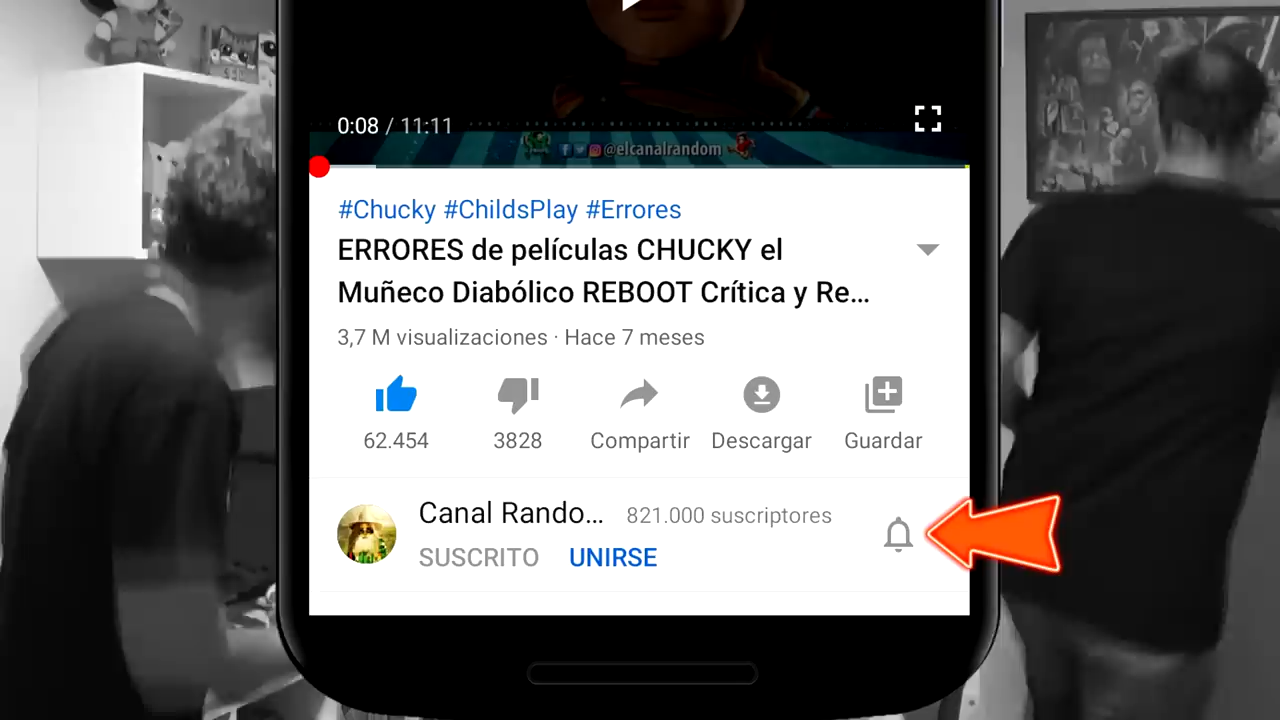 0:08 / 11:11
@elcanalrandom
#Chucky #ChildsPlay #Errores
ERRORES de películas CHUCKY el
Muñeco Diabólico REBOOT Crítica y Re...
3,7 M visualizaciones · Hace 7 meses
62.454
3828
Compartir
Descargar
Guardar
Canal Rando... 821.000 suscriptores
SUSCRITO UNIRSE